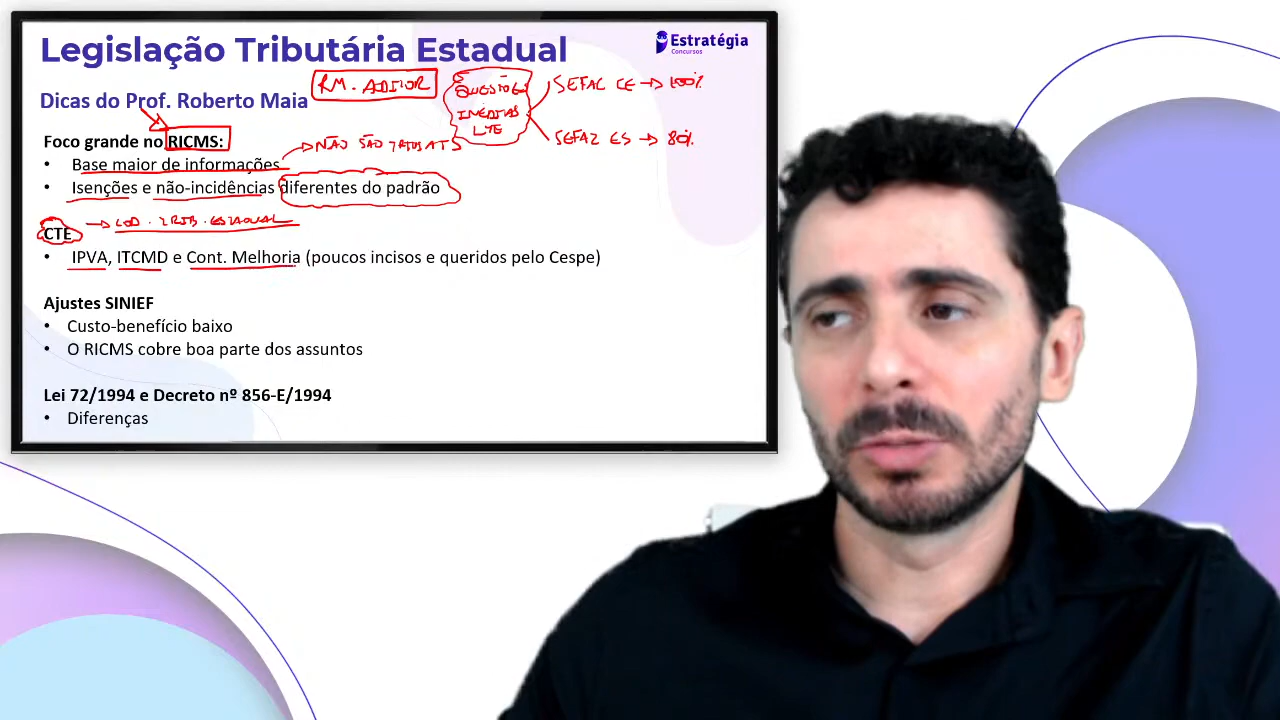 Legislação Tributária Estadual
Estratégia
Concursos
RM. AUDITOR
QUESTÕES
INÉDITAS
LTE
SEFAZ CE → 100%
SEFAZ ES → 80%
Dicas do Prof. Roberto Maia
Foco grande no RICMS:
NÃO SÃO
• Base maior de informações
• Isenções e não-incidências diferentes do padrão
COD. TRIB. ESTADUAL
CTE
• IPVA, ITCMD e Cont. Melhoria (poucos incisos e queridos pelo Cespe)
Ajustes SINIEF
• Custo-benefício baixo
• O RICMS cobre boa parte dos assuntos
Lei 72/1994 e Decreto nº 856-E/1994
• Diferenças